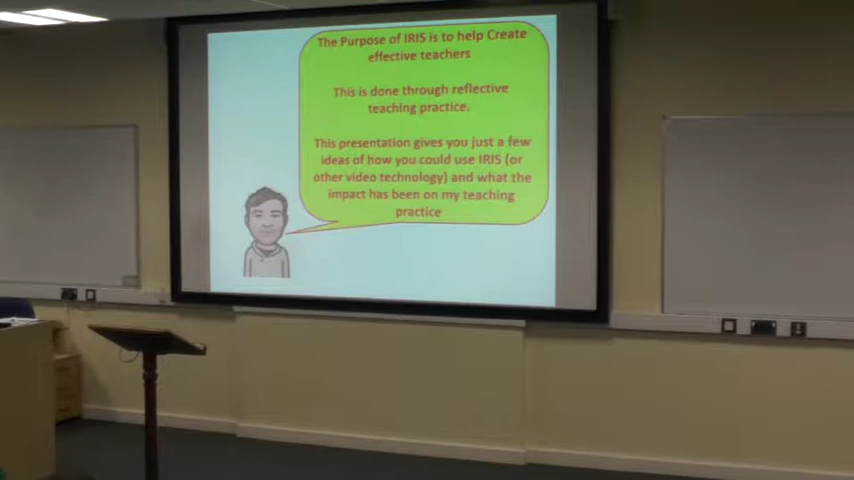 The Purpose of IRIS is to help Create
effective teachers
This is done through reflective
teaching practice.
This presentation gives you just a few
ideas of how you could use IRIS (or
other video technology) and what the
impact has been on my teaching
practice